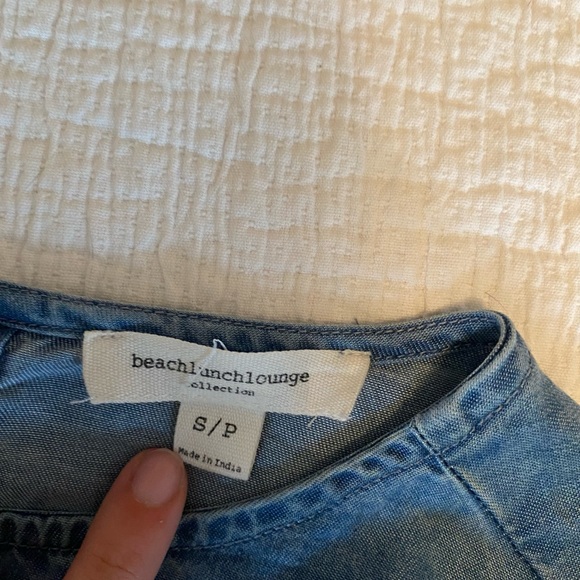 beachlunchlounge
collection
S/P
Made in India